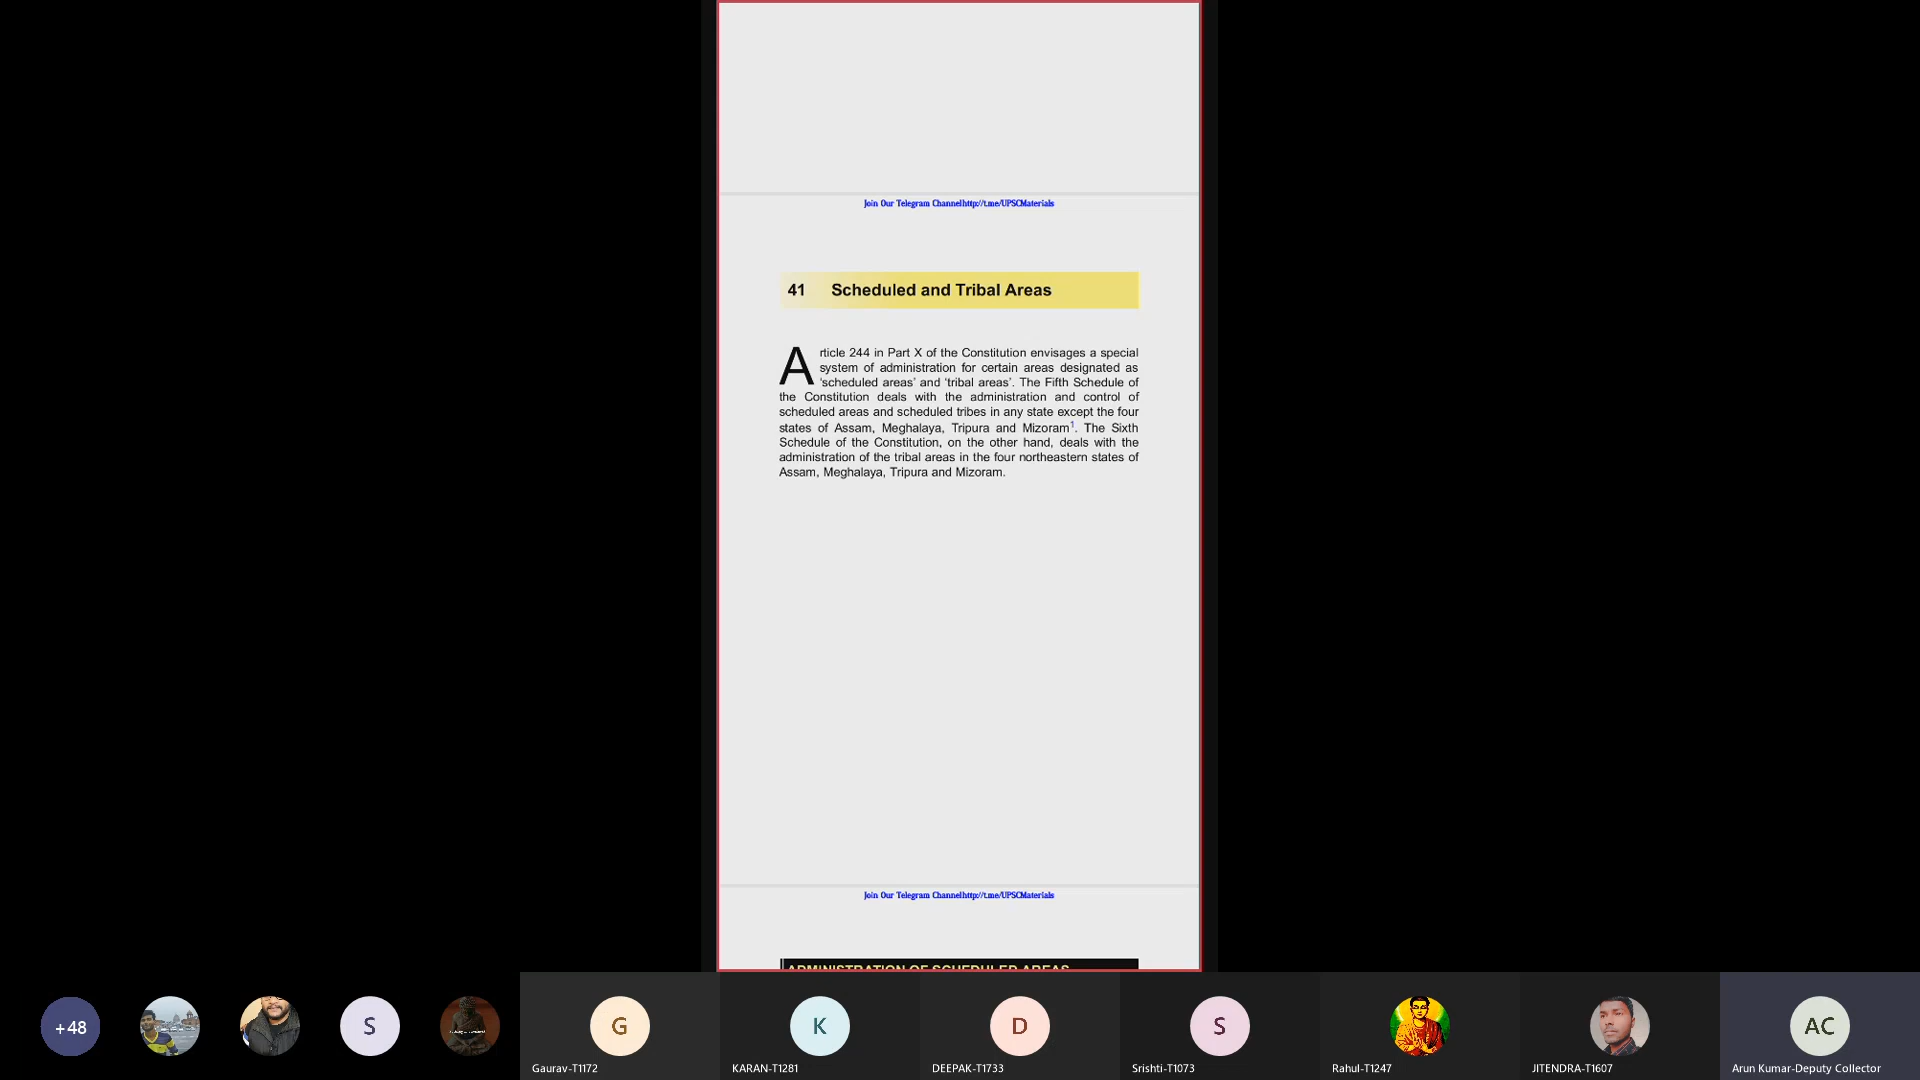 Join Our Telegram Channelhttp://t.me/UPSCMaterials
41 Scheduled and Tribal Areas
Article 244 in Part X of the Constitution envisages a special
system of administration for certain areas designated as
‘scheduled areas’ and ‘tribal areas’. The Fifth Schedule of
the Constitution deals with the administration and control of
scheduled areas and scheduled tribes in any state except the four
states of Assam, Meghalaya, Tripura and Mizoram1. The Sixth
Schedule of the Constitution, on the other hand, deals with the
administration of the tribal areas in the four northeastern states of
Assam, Meghalaya, Tripura and Mizoram.
Join Our Telegram Channelhttp://t.me/UPSCMaterials
ADMINISTRATION OF SCHEDULED AREAS
+48
S
G
K
D
S
AC
Gaurav-T1172
KARAN-T1281
DEEPAK-T1733
Srishti-T1073
Rahul-T1247
JITENDRA-T1607
Arun Kumar-Deputy Collector